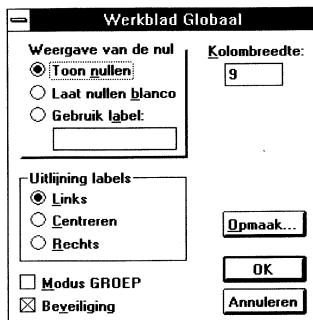 Werkblad Globaal
Weergave van de nul
Toon nullen
Laat nullen blanco
Gebruik label:
Kolombreedte:
9
Uitlijning labels
Links
Centreren
Rechts
Opmaak...
Modus GROEP
OK
Beveiliging
Annuleren